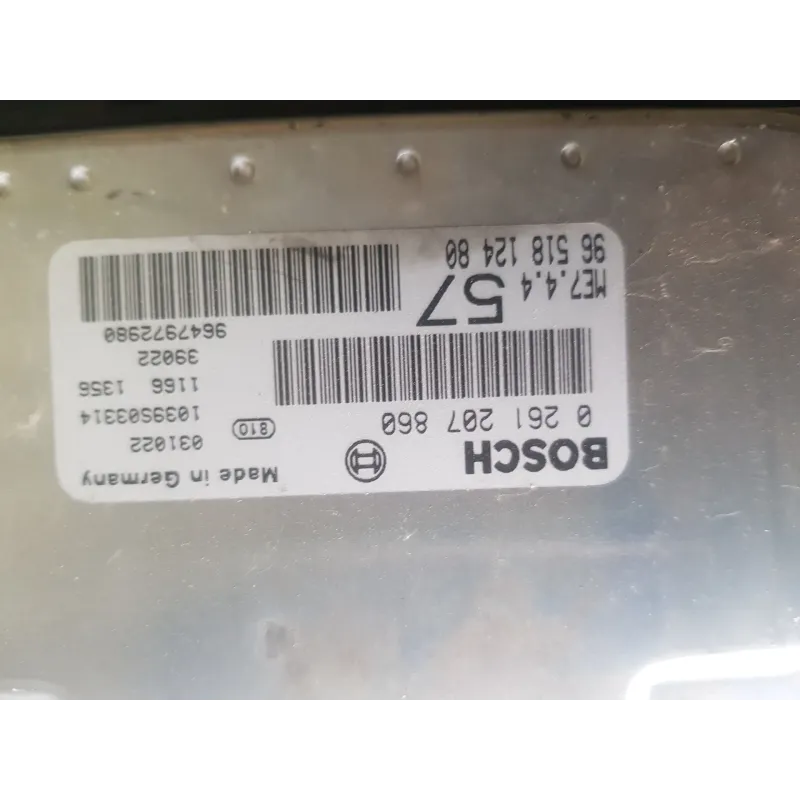 BOSCH
Made in Germany
0 261 207 860
810
031022
1039S03314
1166 1356
39022
57
9647972980
ME7.4.4
96 518 124 80